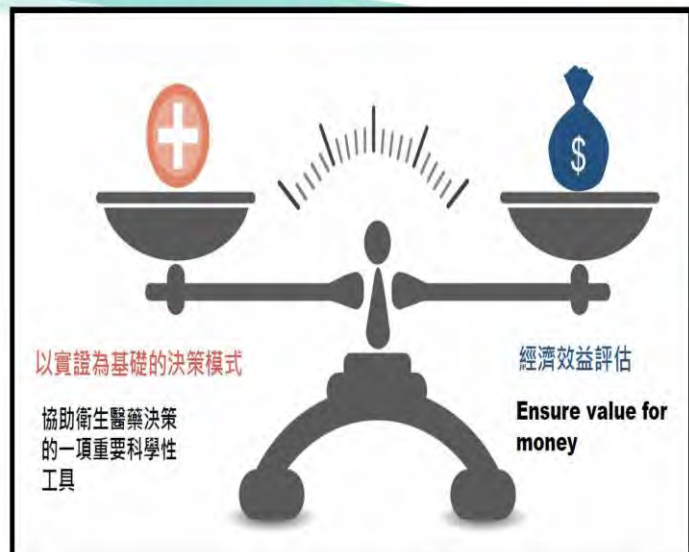 $
以實證為基礎的決策模式
協助衛生醫藥決策
的一項重要科學性
工具
經濟效益評估
Ensure value for
money